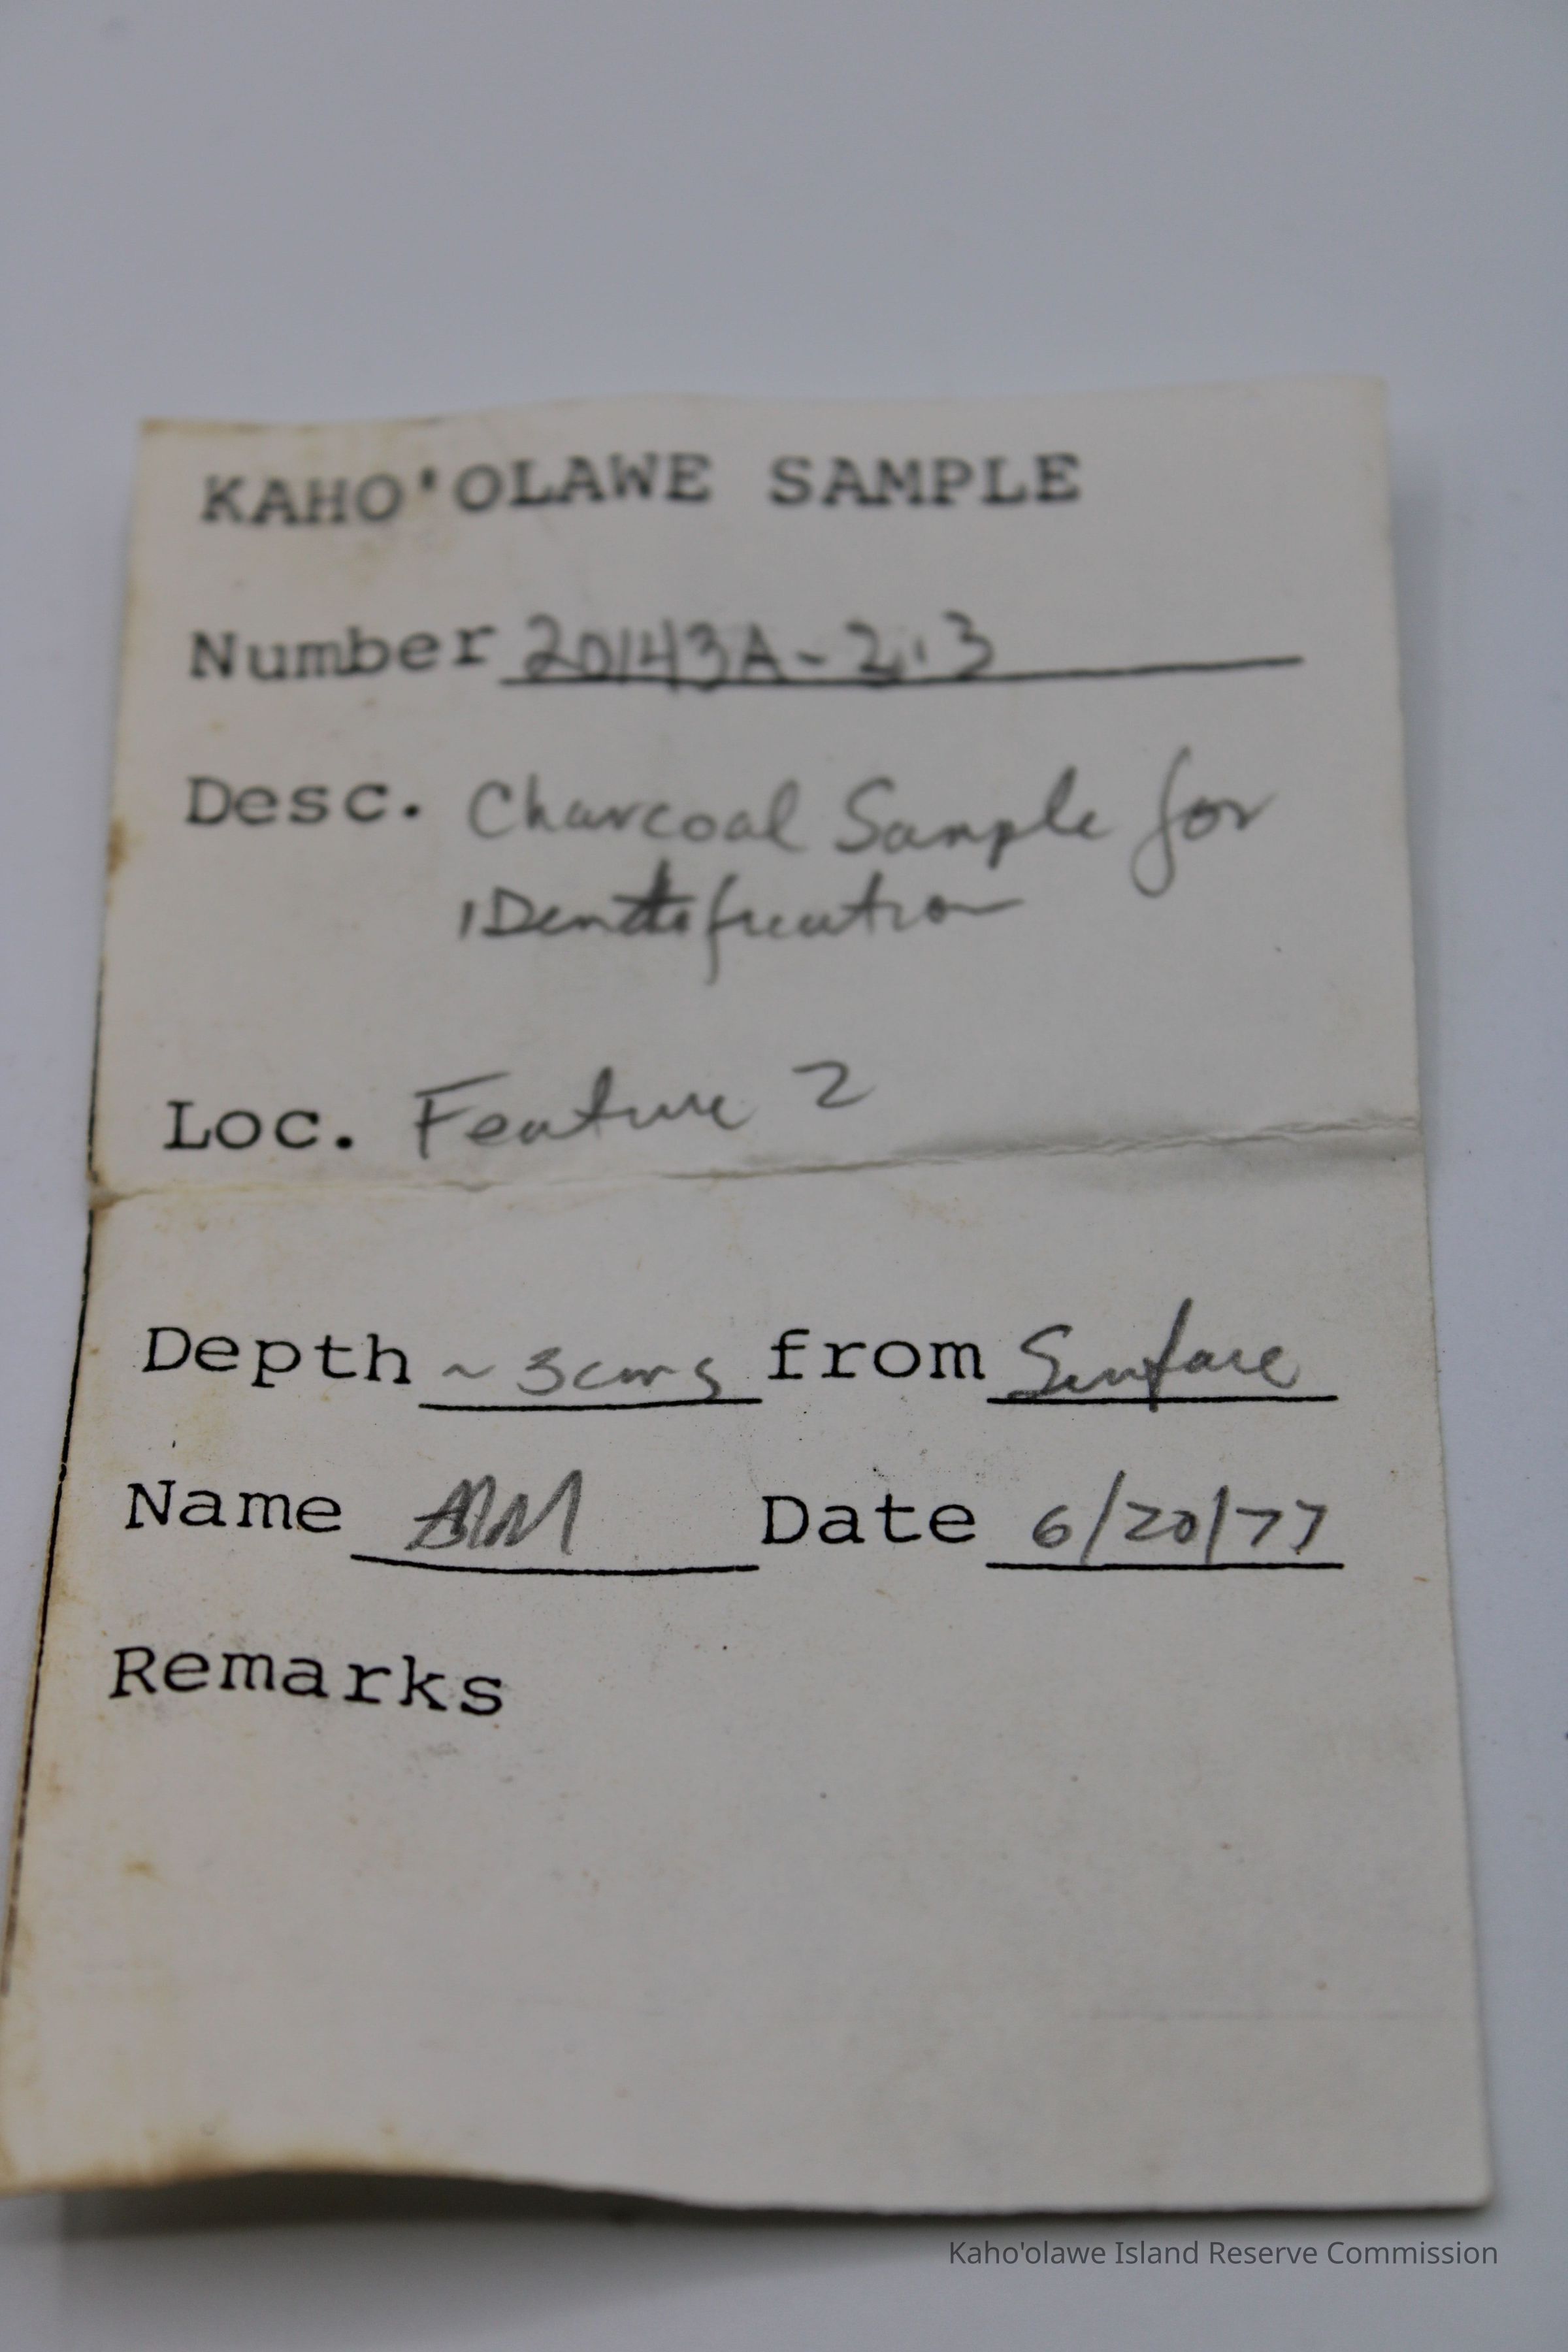 KAHO'OLAWE SAMPLE
Number 20143A-2.3
Desc. Charcoal Sample for
IDentification
Loc. Feature 2
Depth ~ 3cms from Surface
Name Date 6/20/77
Remarks
Kaho'olawe Island Reserve Commission